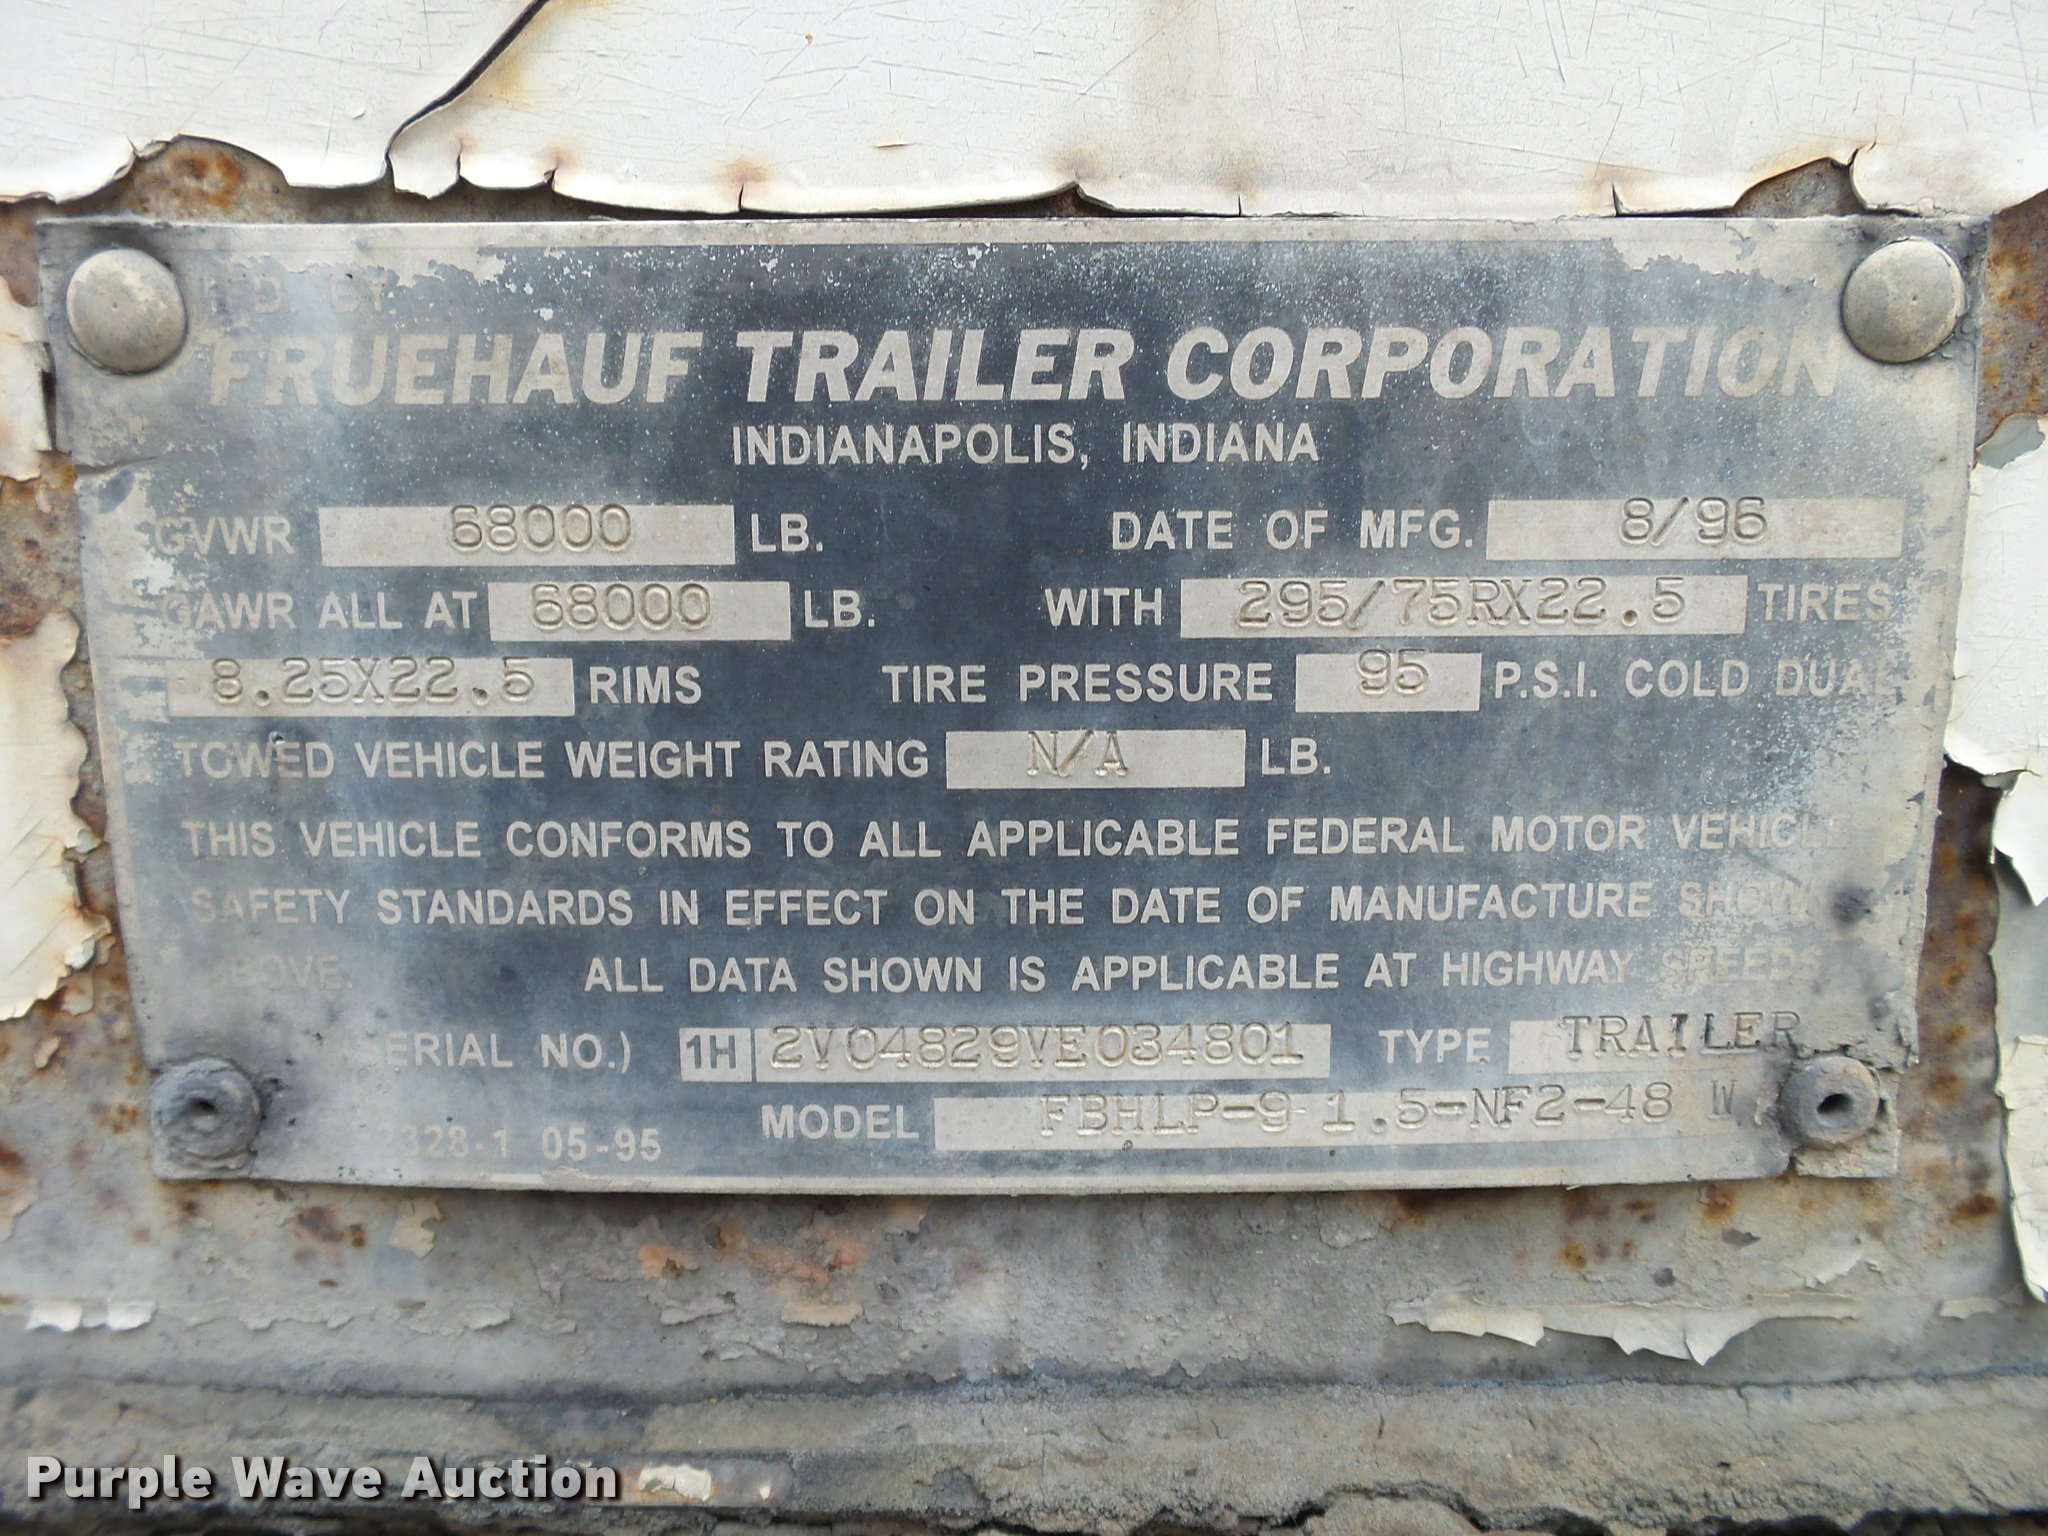 FRUEHAUF TRAILER CORPORATION
INDIANAPOLIS, INDIANA
GVWR 68000 LB. DATE OF MFG. 8/96
GAWR ALL AT 68000 LB. WITH 295/75RX22.5 TIRES
8.25X22.5 RIMS TIRE PRESSURE 95 P.S.I. COLD DUAL
TOWED VEHICLE WEIGHT RATING N/A LB.
THIS VEHICLE CONFORMS TO ALL APPLICABLE FEDERAL MOTOR VEHICLE
SAFETY STANDARDS IN EFFECT ON THE DATE OF MANUFACTURE SHOWN
ABOVE. ALL DATA SHOWN IS APPLICABLE AT HIGHWAY SPEEDS
SERIAL NO.) 1H 2V04829VE034801 TYPE TRAILER
MODEL FBHLP-9 1.5-NF2-48 W
328-1 05-95
Purple Wave Auction